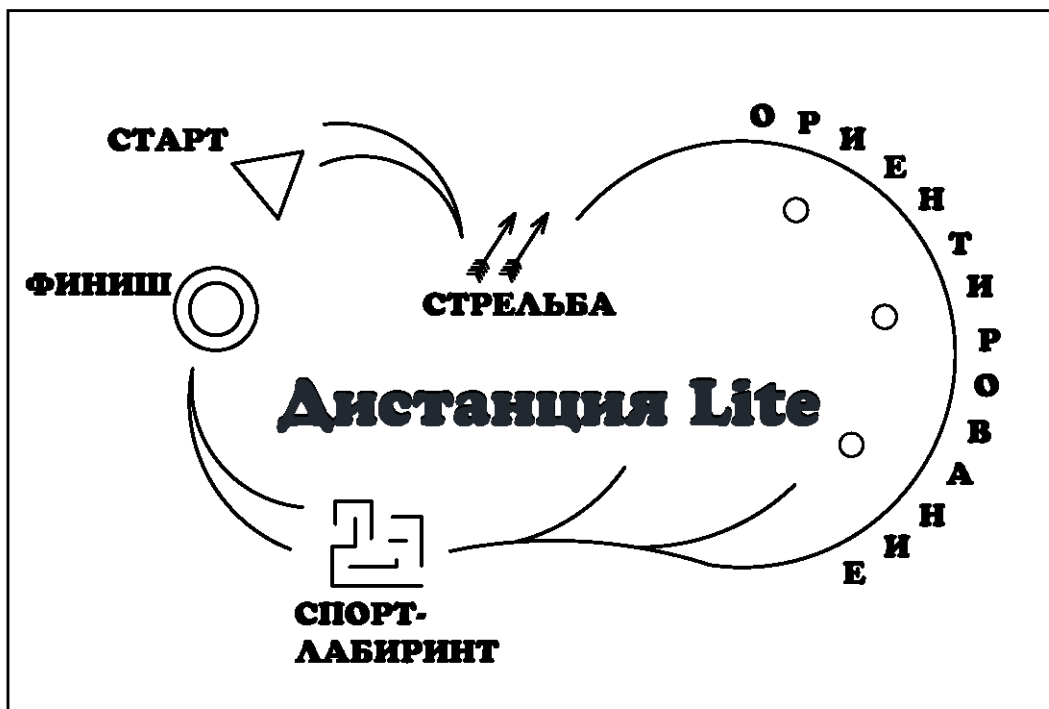 СТАРТ
ОРИЕНТИРОВАНИЕ
ФИНИШ
СТРЕЛЬБА
Дистанция Lite
СПОРТ-
ЛАБИРИНТ